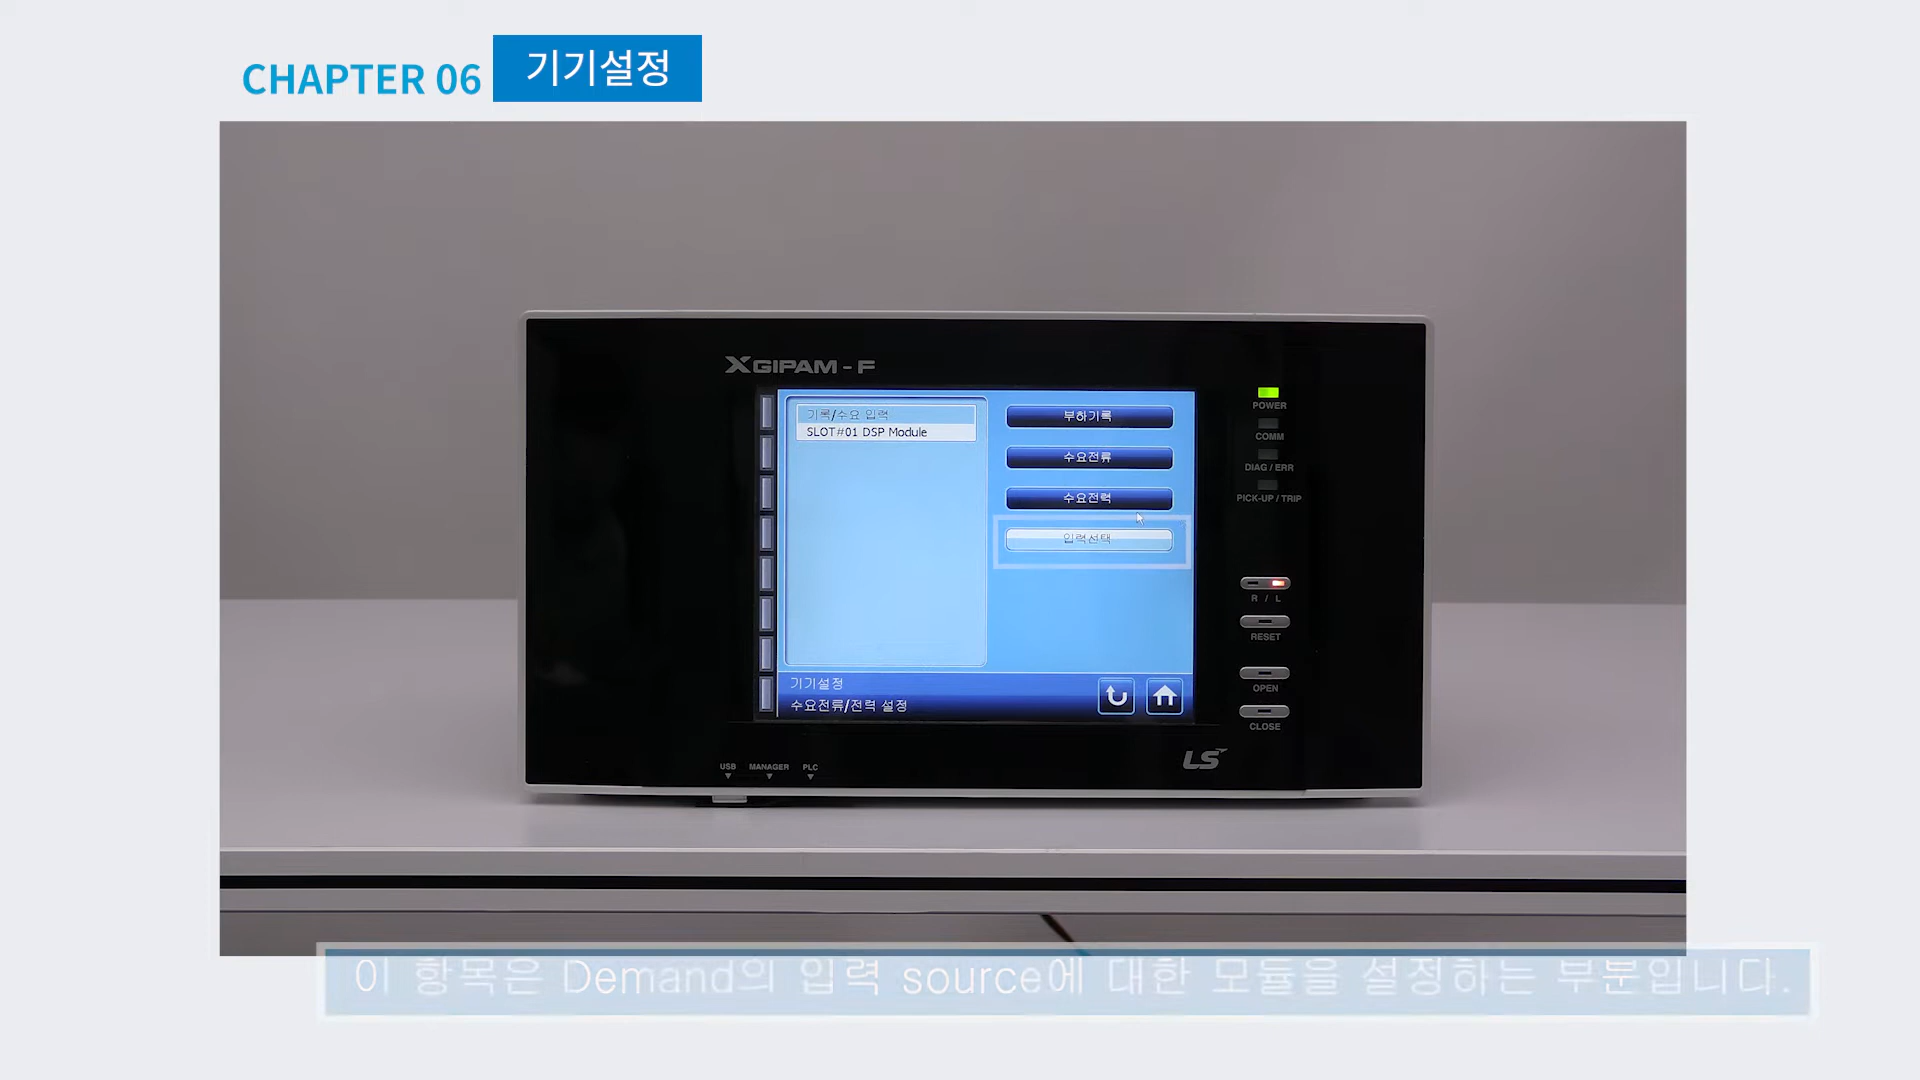 CHAPTER 06 기기설정
XGIPAM-F
기록/수요 입력
SLOT#01 DSP Module
부하기록
수요전류
수요전력
입력선택
기기설정
수요전류/전력 설정
POWER
COMM
DIAG / ERR
PICK-UP / TRIP
R / L
RESET
OPEN
CLOSE
USB MANAGER PLC
LS
이 항목은 Demand의 입력 source에 대한 모듈을 설정하는 부분입니다.